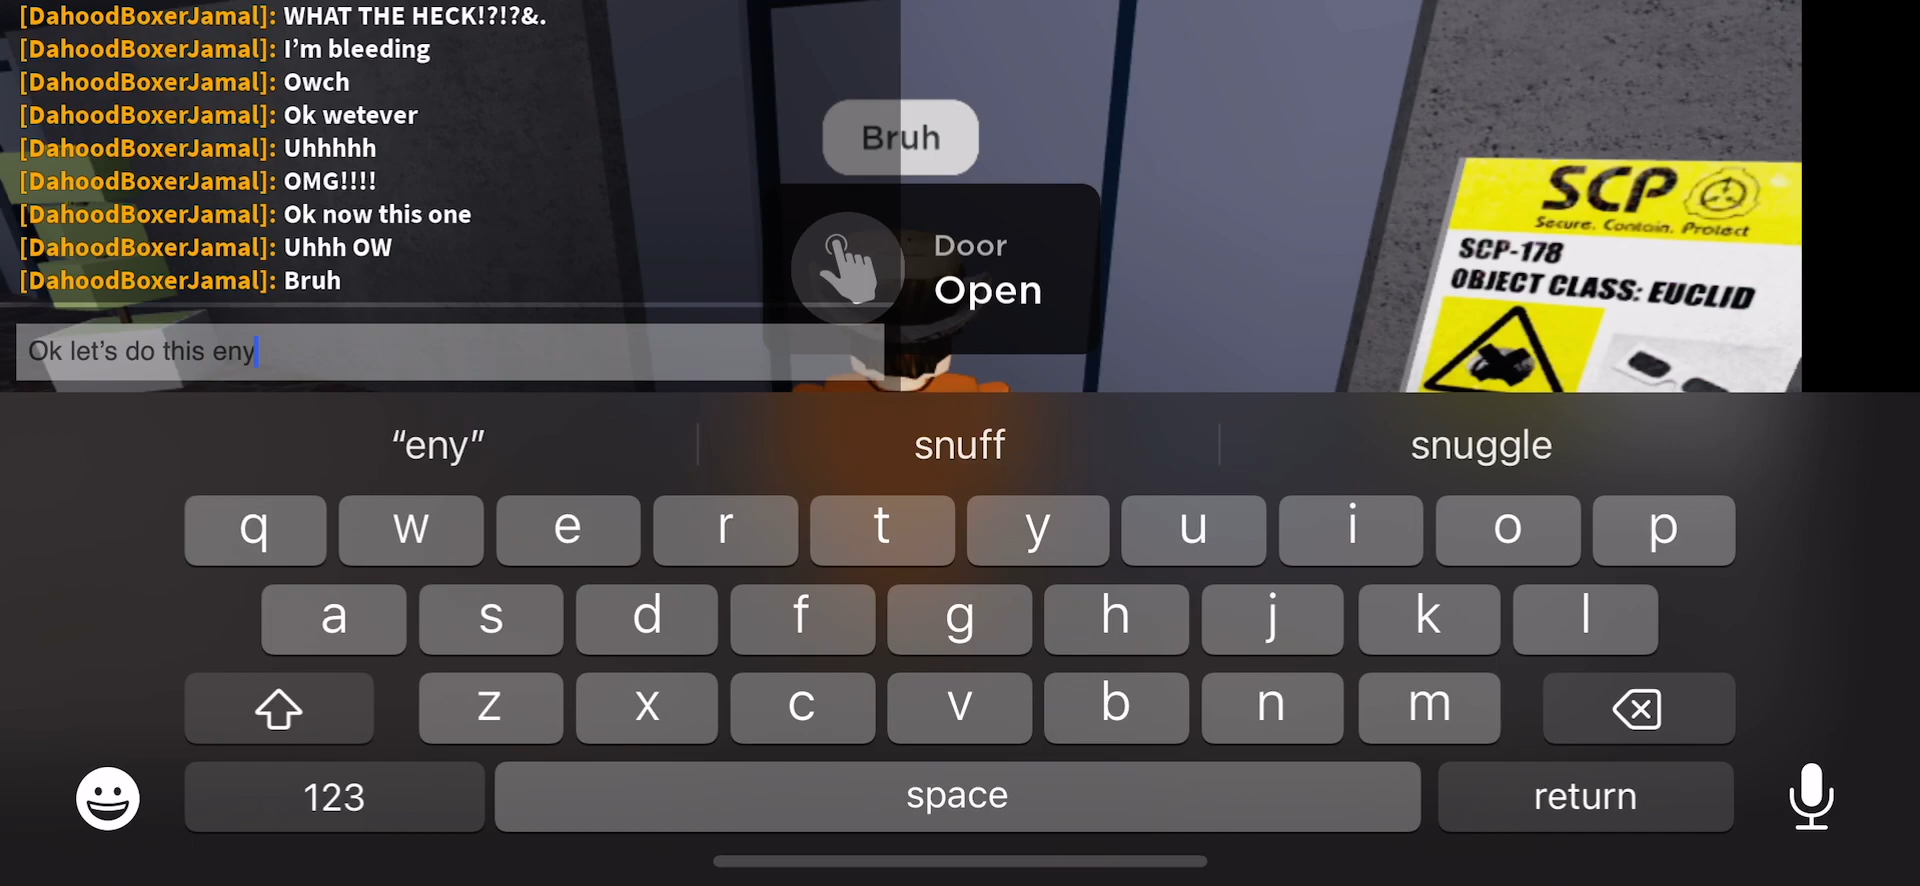 [DahoodBoxerJamal]: WHAT THE HECK!?!?&.
[DahoodBoxerJamal]: I’m bleeding
[DahoodBoxerJamal]: Owch
[DahoodBoxerJamal]: Ok wetever
[DahoodBoxerJamal]: Uhhhhh
[DahoodBoxerJamal]: OMG!!!!
[DahoodBoxerJamal]: Ok now this one
[DahoodBoxerJamal]: Uhhh OW
[DahoodBoxerJamal]: Bruh
Ok let’s do this eny
Bruh
Door
Open
SCP
Secure. Contain. Protect
SCP-178
OBJECT CLASS: EUCLID
“eny” snuff snuggle
q w e r t y u i o p
a s d f g h j k l
z x c v b n m
123 space return